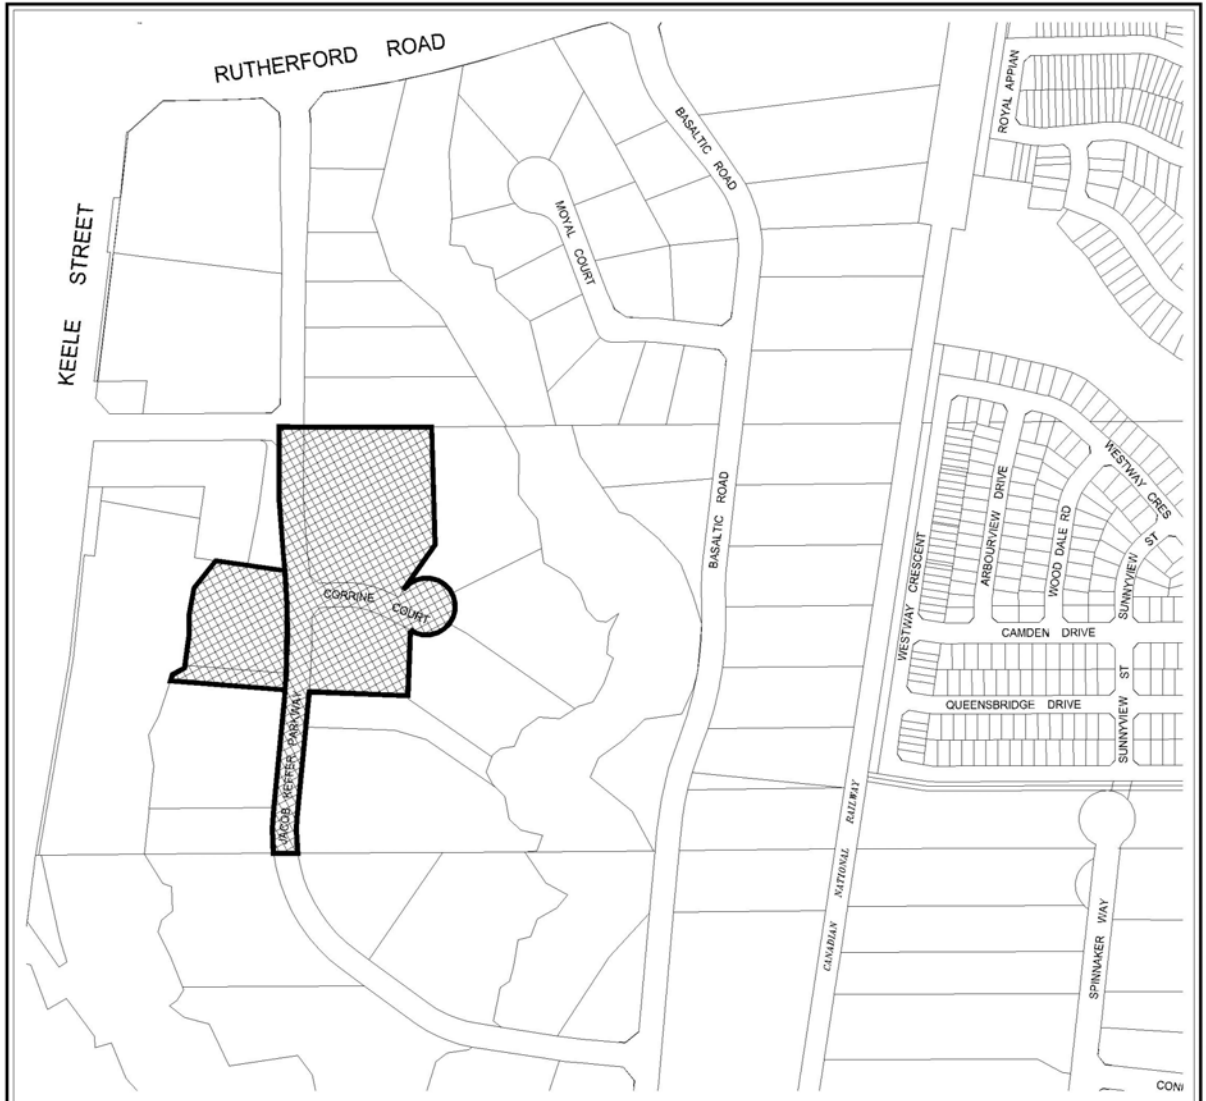 RUTHERFORD ROAD
KEELE STREET
BASALTIC ROAD
ROYAL APPIAN
MOYAL COURT
WESTWAY CRES
ARBOURVIEW DRIVE
WOOD DALE RD
SUNNYVIEW ST
BASALTIC ROAD
WESTWAY CRESCENT
CORRINE COURT
CAMDEN DRIVE
QUEENSBRIDGE DRIVE
SUNNYVIEW ST
JACOB KEFFER PARKWAY
CANADIAN NATIONAL RAILWAY
SPINNAKER WAY